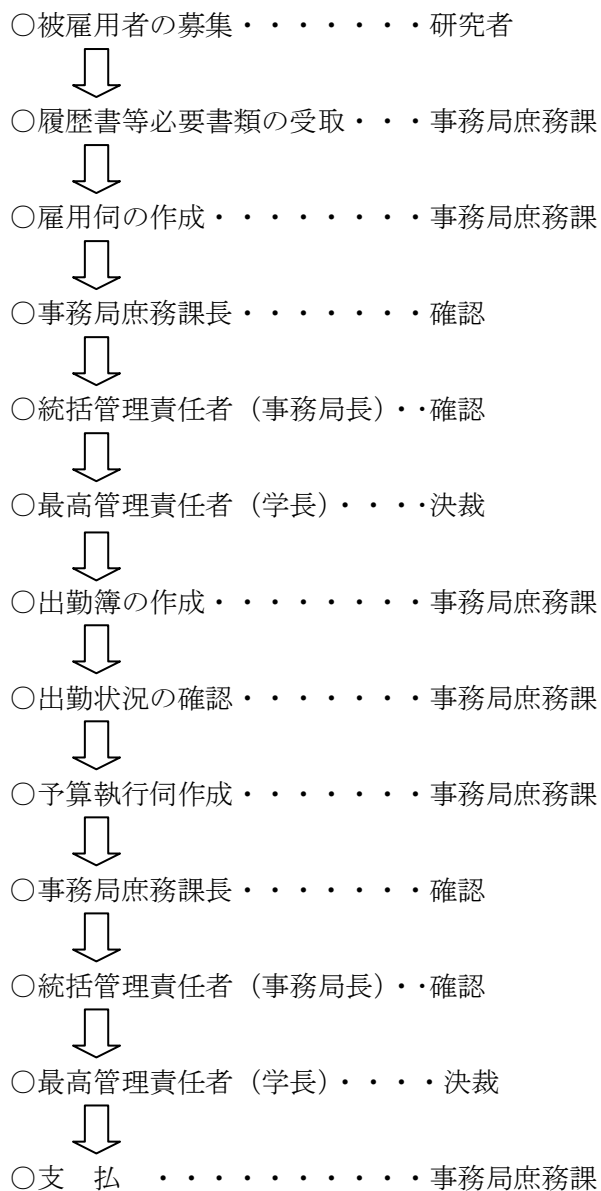 ○被雇用者の募集・・・・・・・研究者
○履歴書等必要書類の受取・・・事務局庶務課
○雇用伺の作成・・・・・・・・事務局庶務課
○事務局庶務課長・・・・・・・確認
○統括管理責任者（事務局長）・・確認
○最高管理責任者（学長）・・・・決裁
○出勤簿の作成・・・・・・・・事務局庶務課
○出勤状況の確認・・・・・・・事務局庶務課
○予算執行伺作成・・・・・・・事務局庶務課
○事務局庶務課長・・・・・・・確認
○統括管理責任者（事務局長）・・確認
○最高管理責任者（学長）・・・・決裁
○支　払　・・・・・・・・・・事務局庶務課